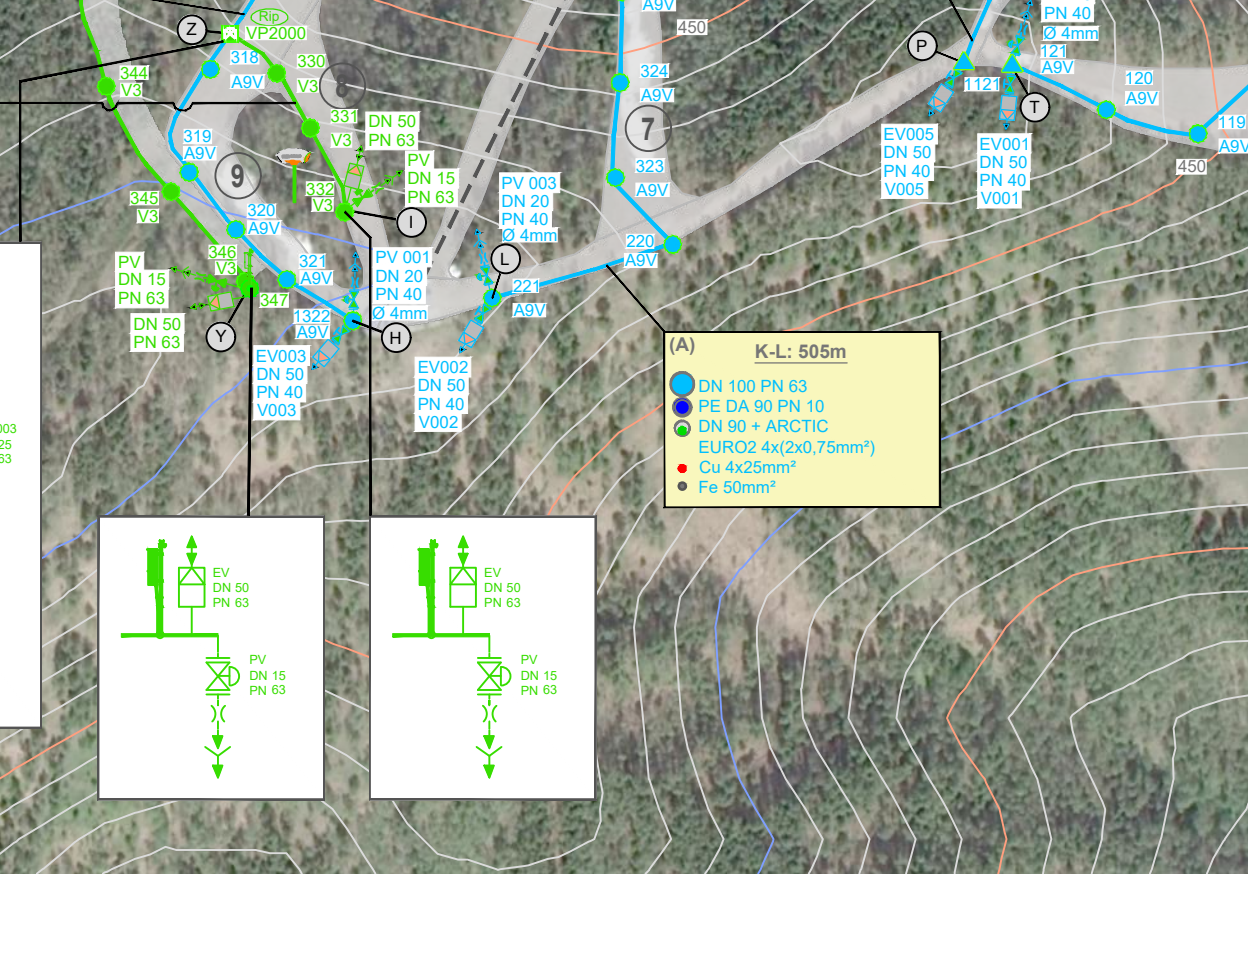 A9V
450
PN 40
Ø 4mm
121
A9V
Rip
VP2000
Z
P
318
A9V
330
V3
344
V3
8
324
A9V
1121
T
120
A9V
119
A9V
331
V3
DN 50
PN 63
7
EV005
DN 50
PN 40
V005
EV001
DN 50
PN 40
V001
450
319
A9V
9
PV
DN 15
PN 63
323
A9V
332
V3
PV 003
DN 20
PN 40
Ø 4mm
345
V3
320
A9V
I
220
A9V
346
V3
321
A9V
PV 001
DN 20
PN 40
Ø 4mm
L
PV
DN 15
PN 63
347
221
A9V
DN 50
PN 63
Y
1322
A9V
H
EV003
DN 50
PN 40
V003
EV002
DN 50
PN 40
V002
(A)
K-L: 505m
DN 100 PN 63
PE DA 90 PN 10
DN 90 + ARCTIC
EURO2 4x(2x0,75mm²)
Cu 4x25mm²
Fe 50mm²
003
25
63
EV
DN 50
PN 63
PV
DN 15
PN 63
EV
DN 50
PN 63
PV
DN 15
PN 63